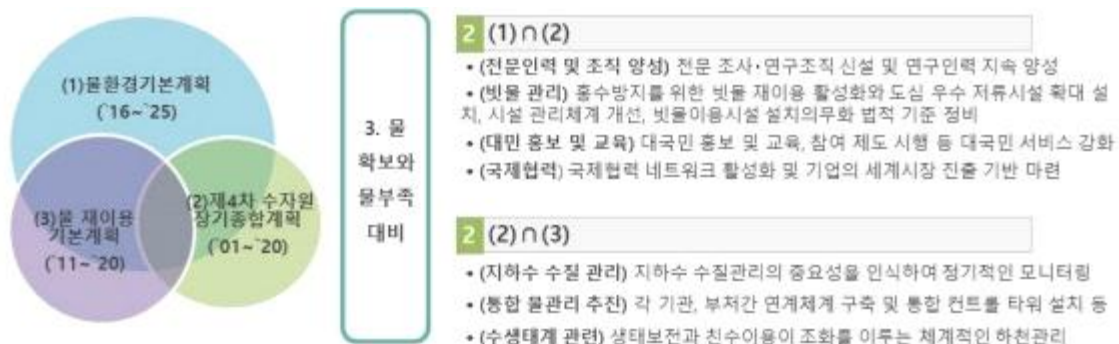 (1)물환경기본계획
(`16~`25)
(2)제4차 수자원
장기종합계획
(`01~`20)
(3)물 재이용
기본계획
(`11~`20)
3. 물
확보와
물부족
대비
2 (1)∩(2)
• (전문인력 및 조직 양성) 전문 조사·연구조직 신설 및 연구인력 지속 양성
• (빗물 관리) 홍수방지를 위한 빗물 재이용 활성화와 도심 우수 저류시설 확대 설
치, 시설 관리체계 개선, 빗물이용시설 설치의무화 법적 기준 정비
• (대민 홍보 및 교육) 대국민 홍보 및 교육, 참여 제도 시행 등 대국민 서비스 강화
• (국제협력) 국제협력 네트워크 활성화 및 기업의 세계시장 진출 기반 마련
2 (2)∩(3)
• (지하수 수질 관리) 지하수 수질관리의 중요성을 인식하여 정기적인 모니터링
• (통합 물관리 추진) 각 기관, 부처간 연계체계 구축 및 통합 컨트롤 타워 설치 등
• (수생태계 관련) 생태보전과 친수이용이 조화를 이루는 체계적인 하천관리